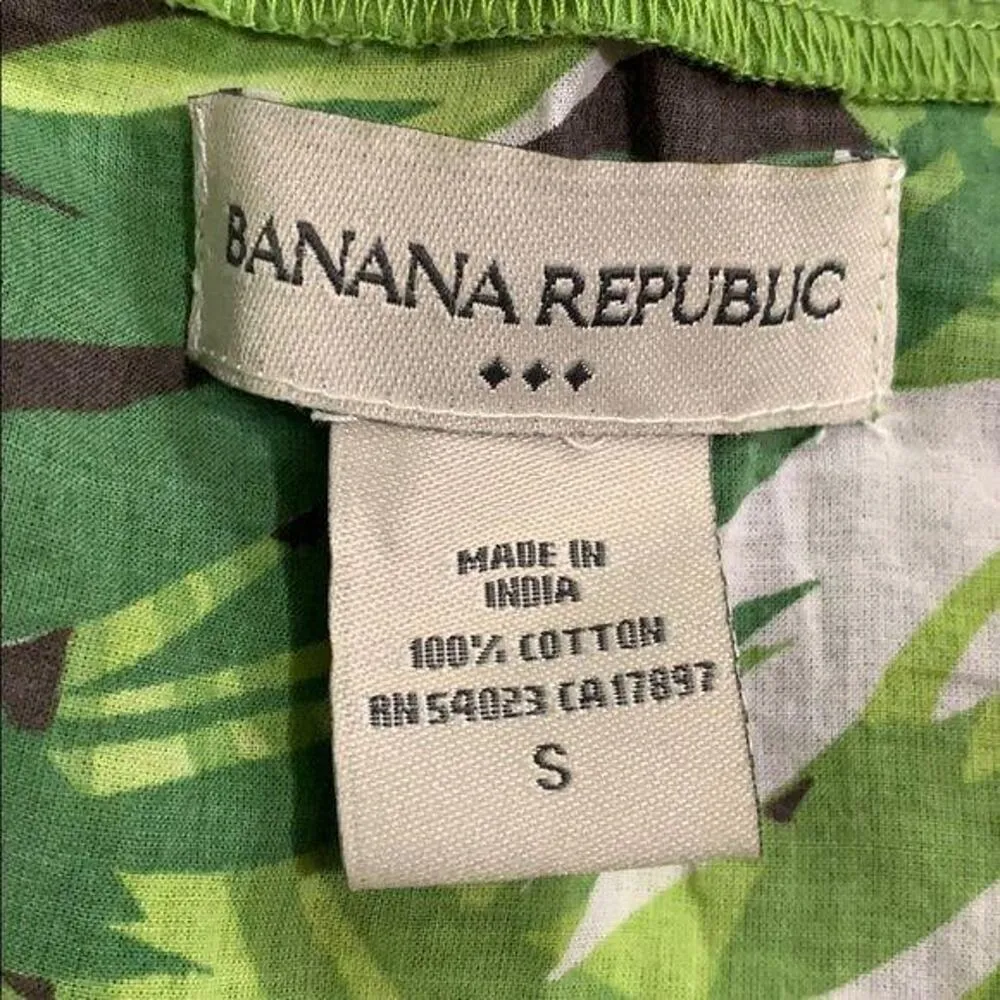 BANANA REPUBLIC
MADE IN
INDIA
100% COTTON
RN 54023 CA17897
S